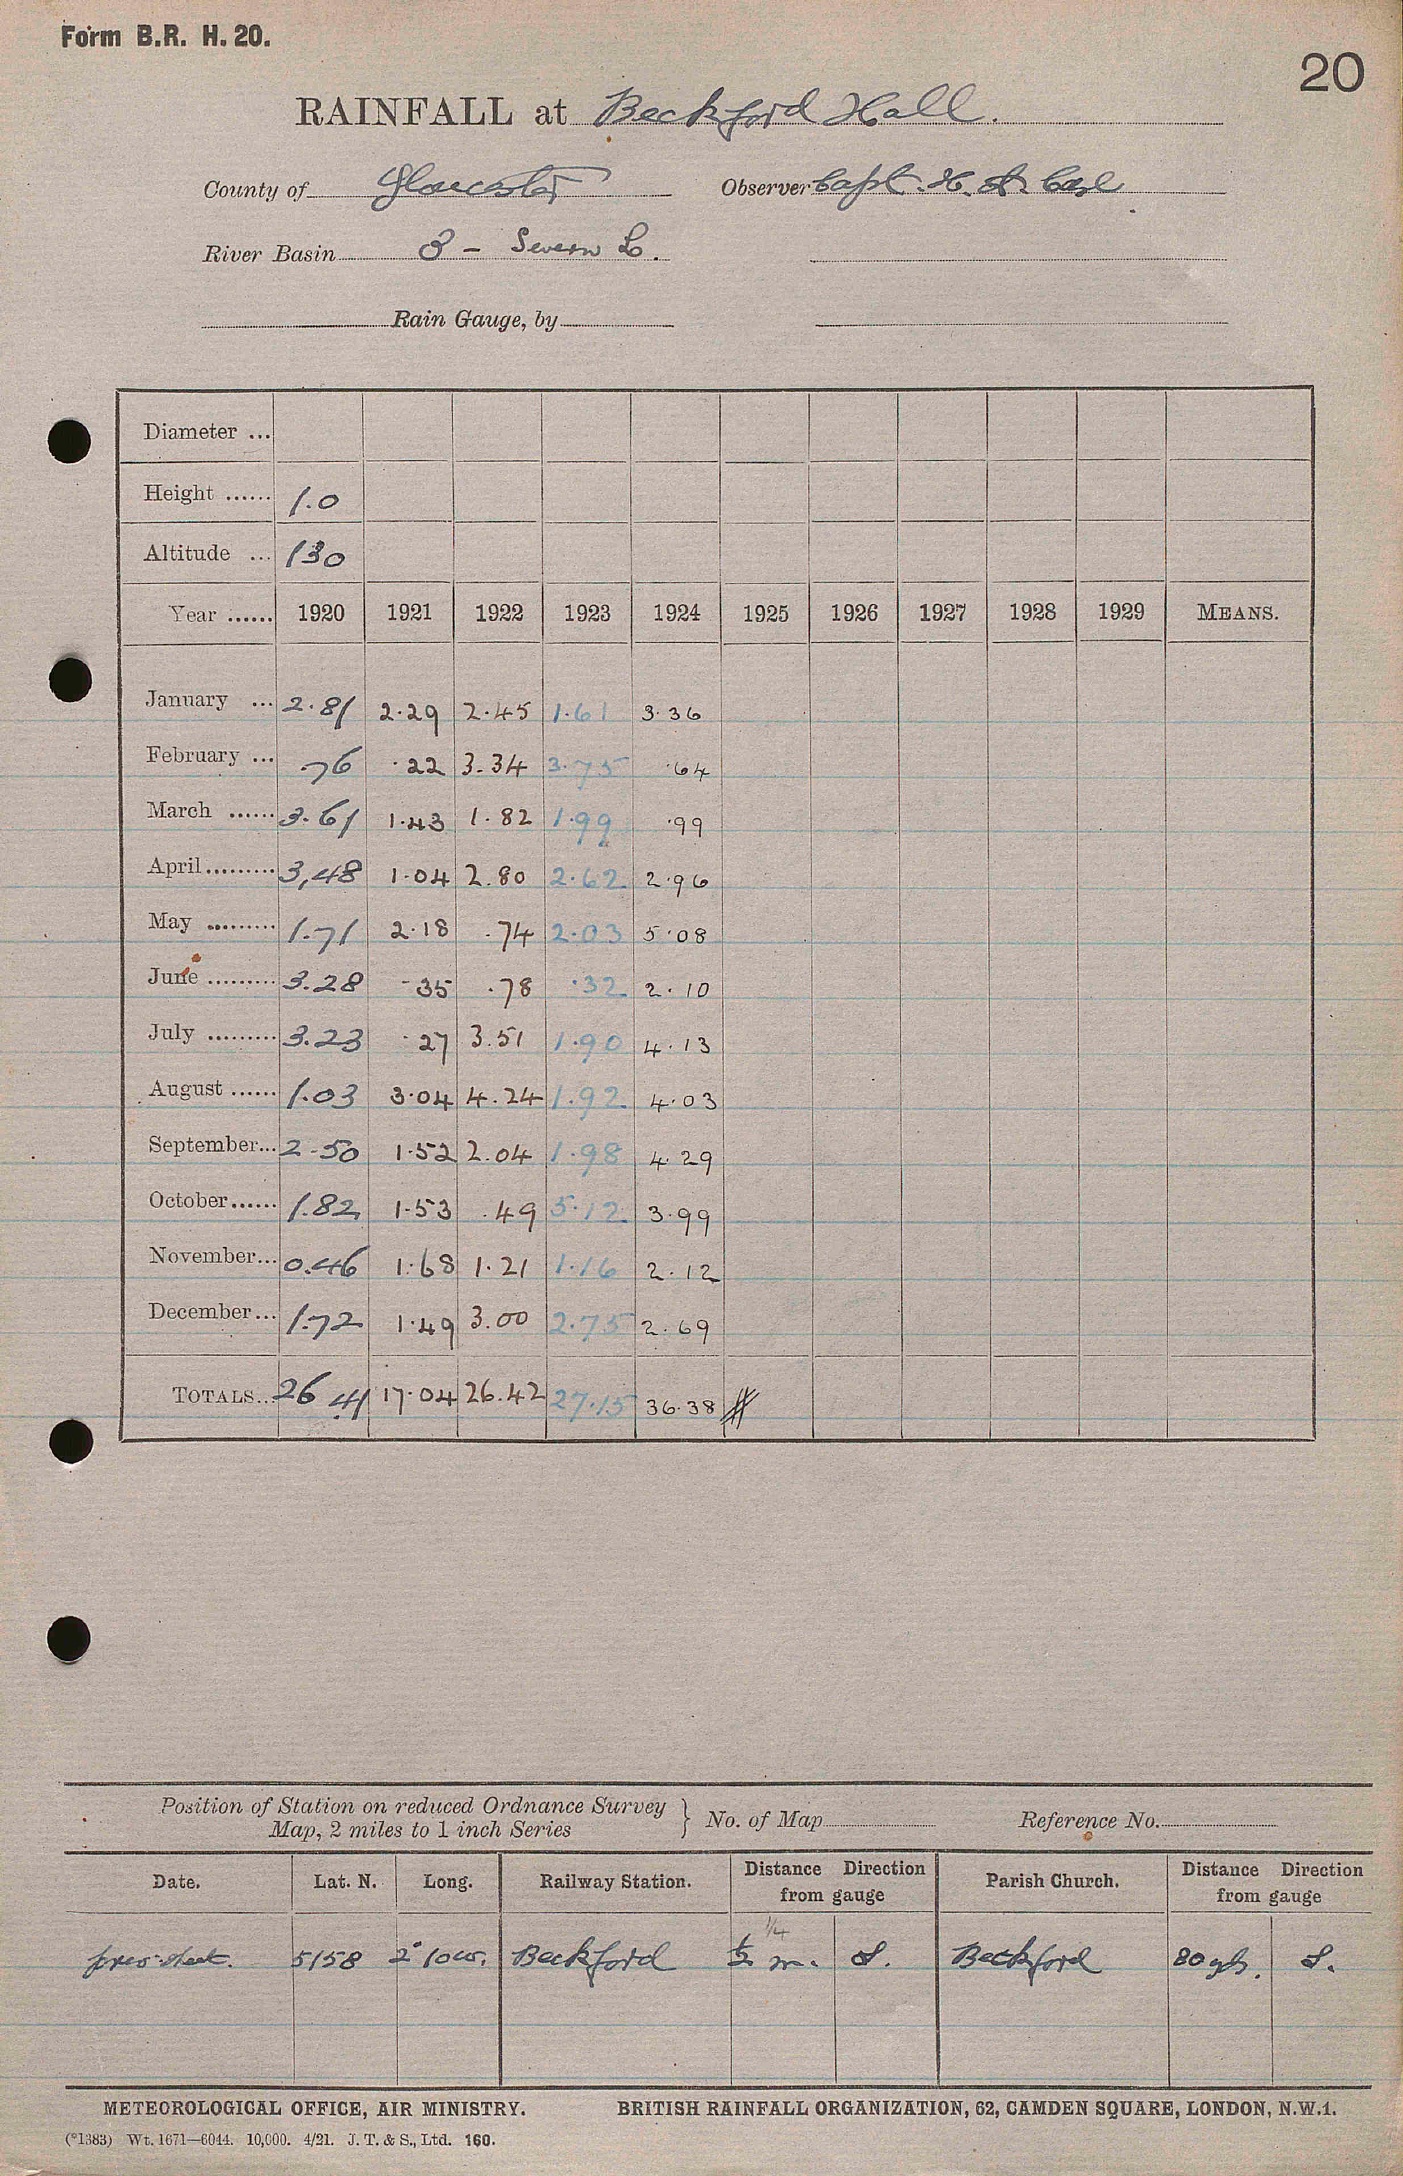 Form B.R. H. 20.
20
RAINFALL at Beckford Hall.
County of Gloucester Observer Capt. H. A. Case
River Basin 8 - Severn L.
Rain Gauge, by
Diameter ...
Height ...... 1.0
Altitude ... 130
Year ...... 1920 1921 1922 1923 1924 1925 1926 1927 1928 1929 MEANS.
January ... 2.81 2.29 2.45 1.61 3.36
February ... .76 .22 3.34 3.75 .64
March ...... 3.61 1.43 1.82 1.99 .99
April ......... 3,48 1.04 2.80 2.62 2.96
May ......... 1.71 2.18 .74 2.03 5.08
June ......... 3.28 .35 .78 .32 2.10
July ......... 3.23 .27 3.51 1.90 4.13
August ...... 1.03 3.04 4.24 1.92 4.03
September... 2.50 1.52 2.04 1.98 4.29
October...... 1.82 1.53 .49 5.12 3.99
November... 0.46 1.68 1.21 1.16 2.12
December... 1.72 1.49 3.00 2.75 2.69
TOTALS... 26.41 17.04 26.42 27.15 36.38
Position of Station on reduced Ordnance Survey
Map, 2 miles to 1 inch Series } No. of Map Reference No.
Date. Lat. N. Long. Railway Station. Distance Direction from gauge Parish Church. Distance Direction from gauge
1/4
prev. sheet. 5158 2° 10 W. Beckford 1/2 m. S. Beckford 80 yds. S.
METEOROLOGICAL OFFICE, AIR MINISTRY. BRITISH RAINFALL ORGANIZATION, 62, CAMDEN SQUARE, LONDON, N.W.1.
(*1383) Wt. 1671—6044. 10,000. 4/21. J. T. & S., Ltd. 160.